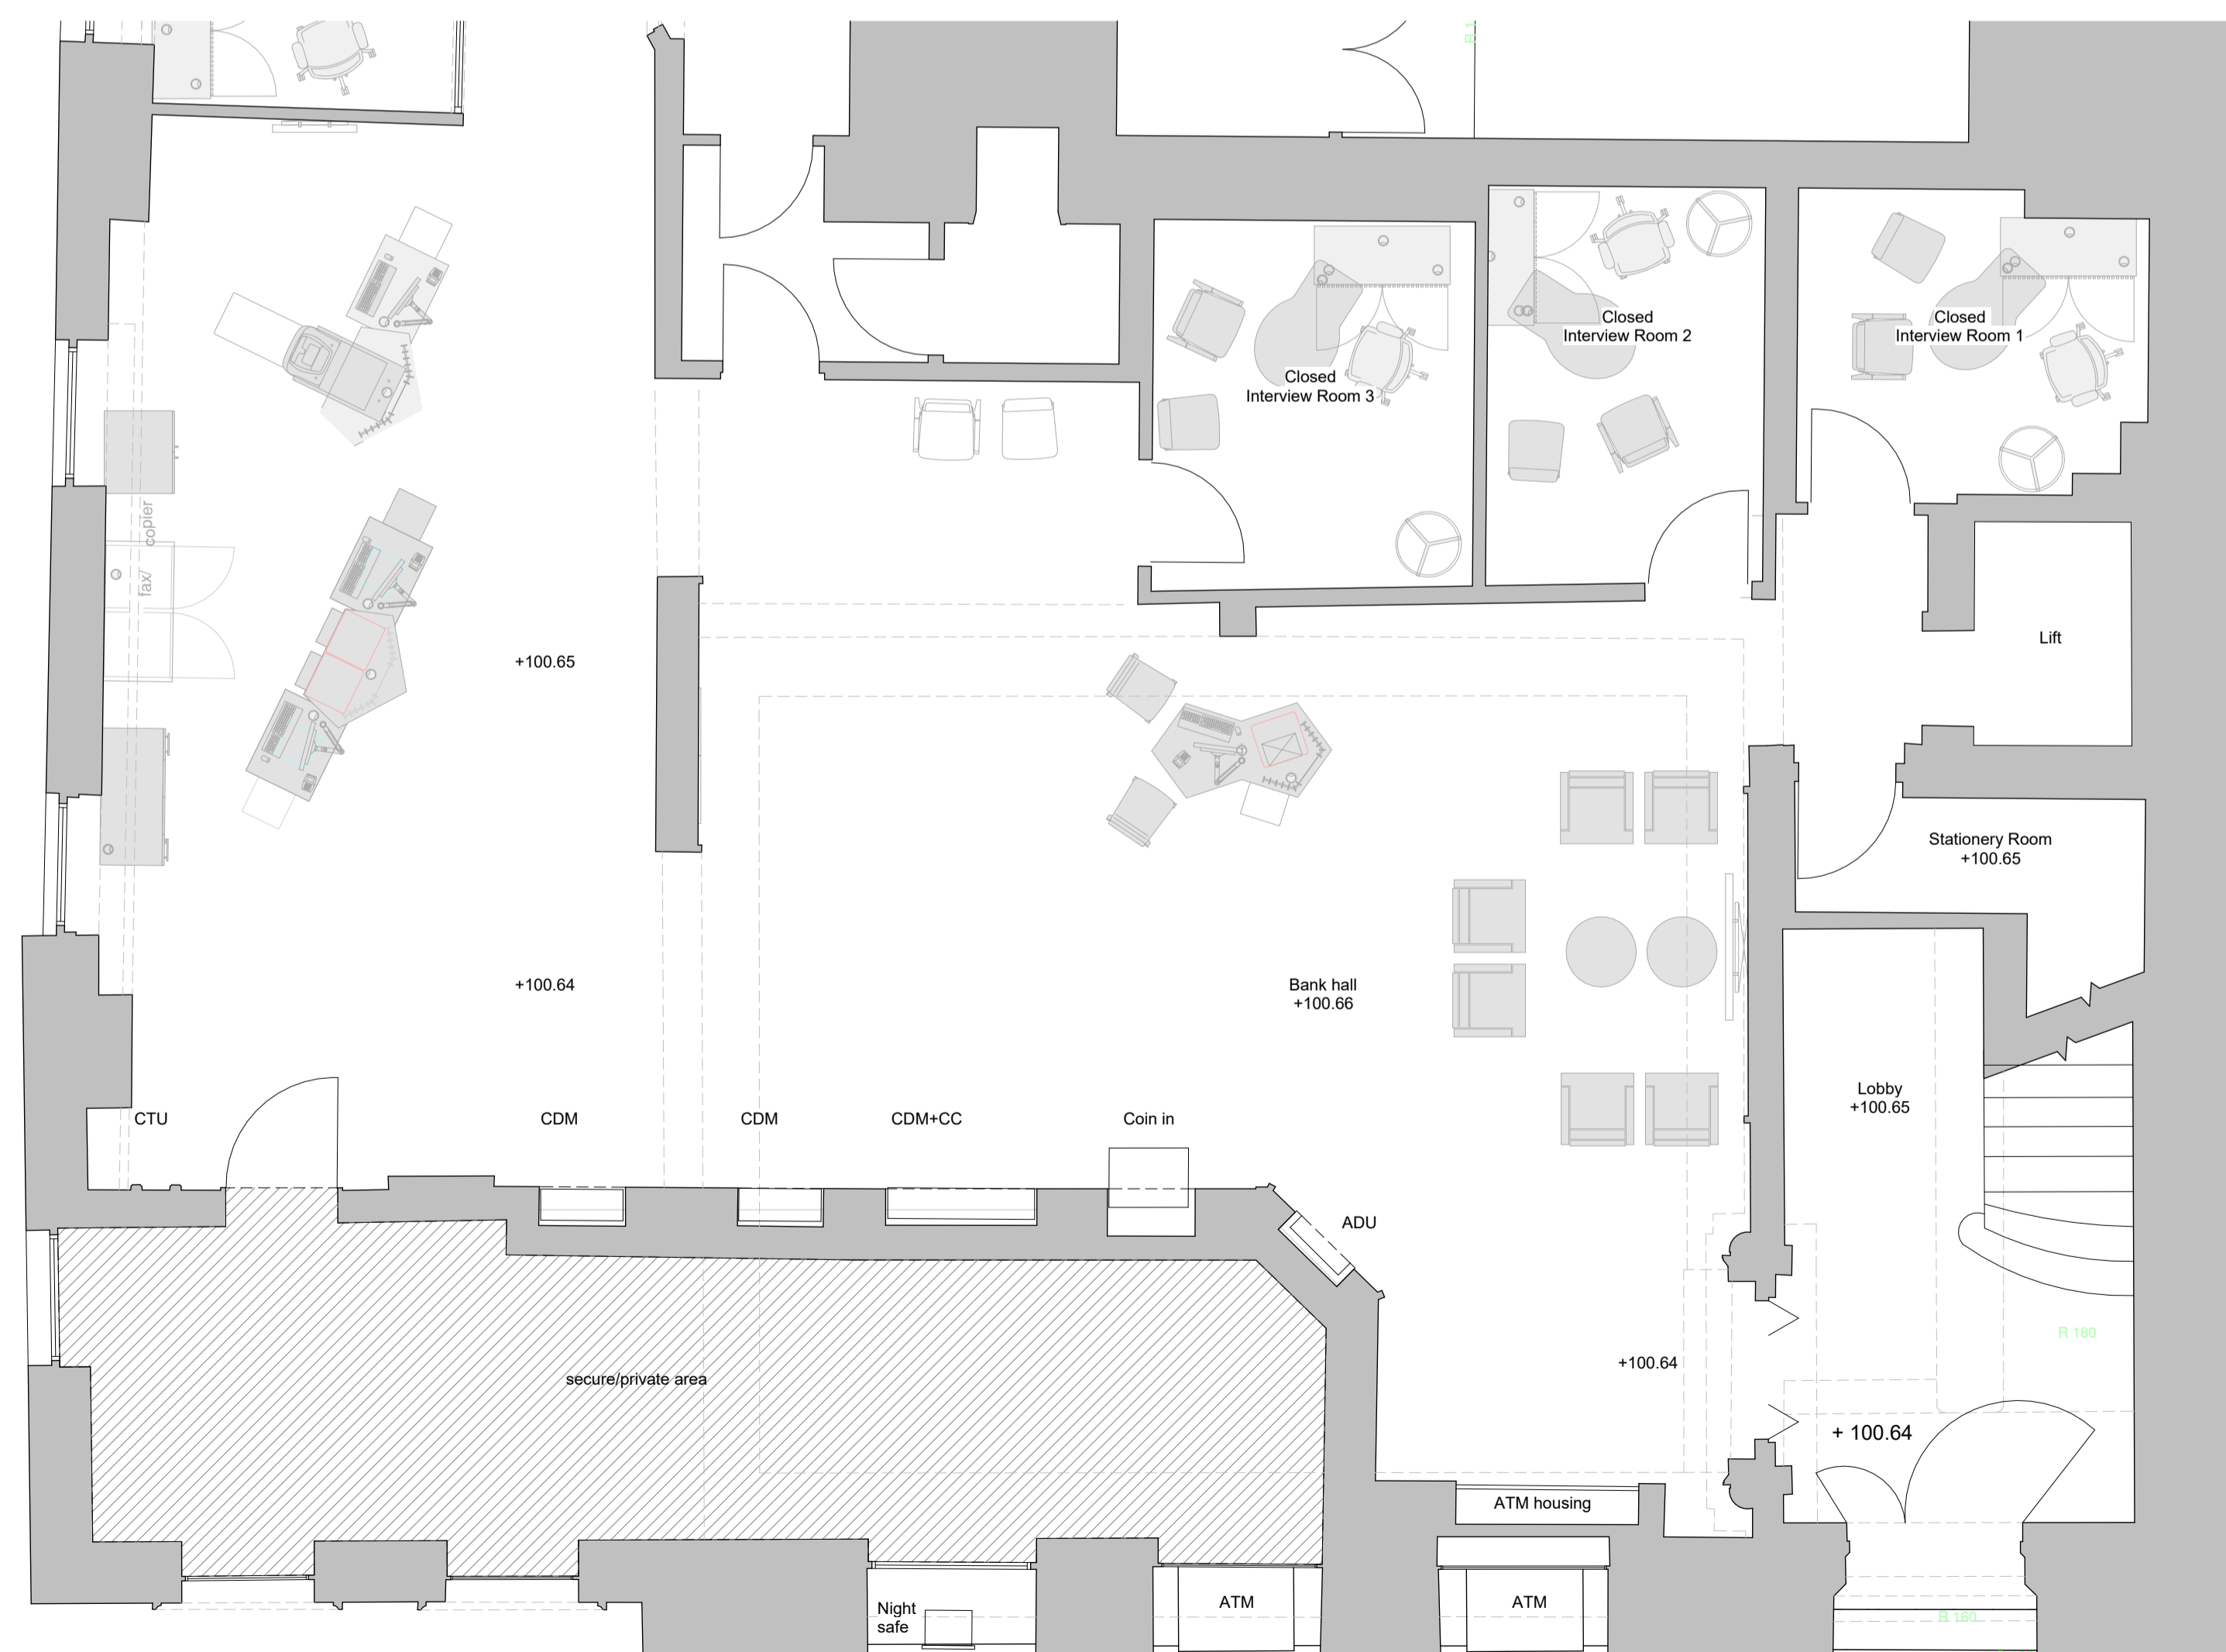 R 1
Closed
Interview Room 2
Closed
Interview Room 1
Closed
Interview Room 3
fax/ copier
Lift
+100.65
Stationery Room
+100.65
+100.64
Bank hall
+100.66
Lobby
+100.65
CTU
CDM
CDM
CDM+CC
Coin in
ADU
R 180
+100.64
secure/private area
+ 100.64
ATM housing
Night
safe
ATM
ATM
R 160